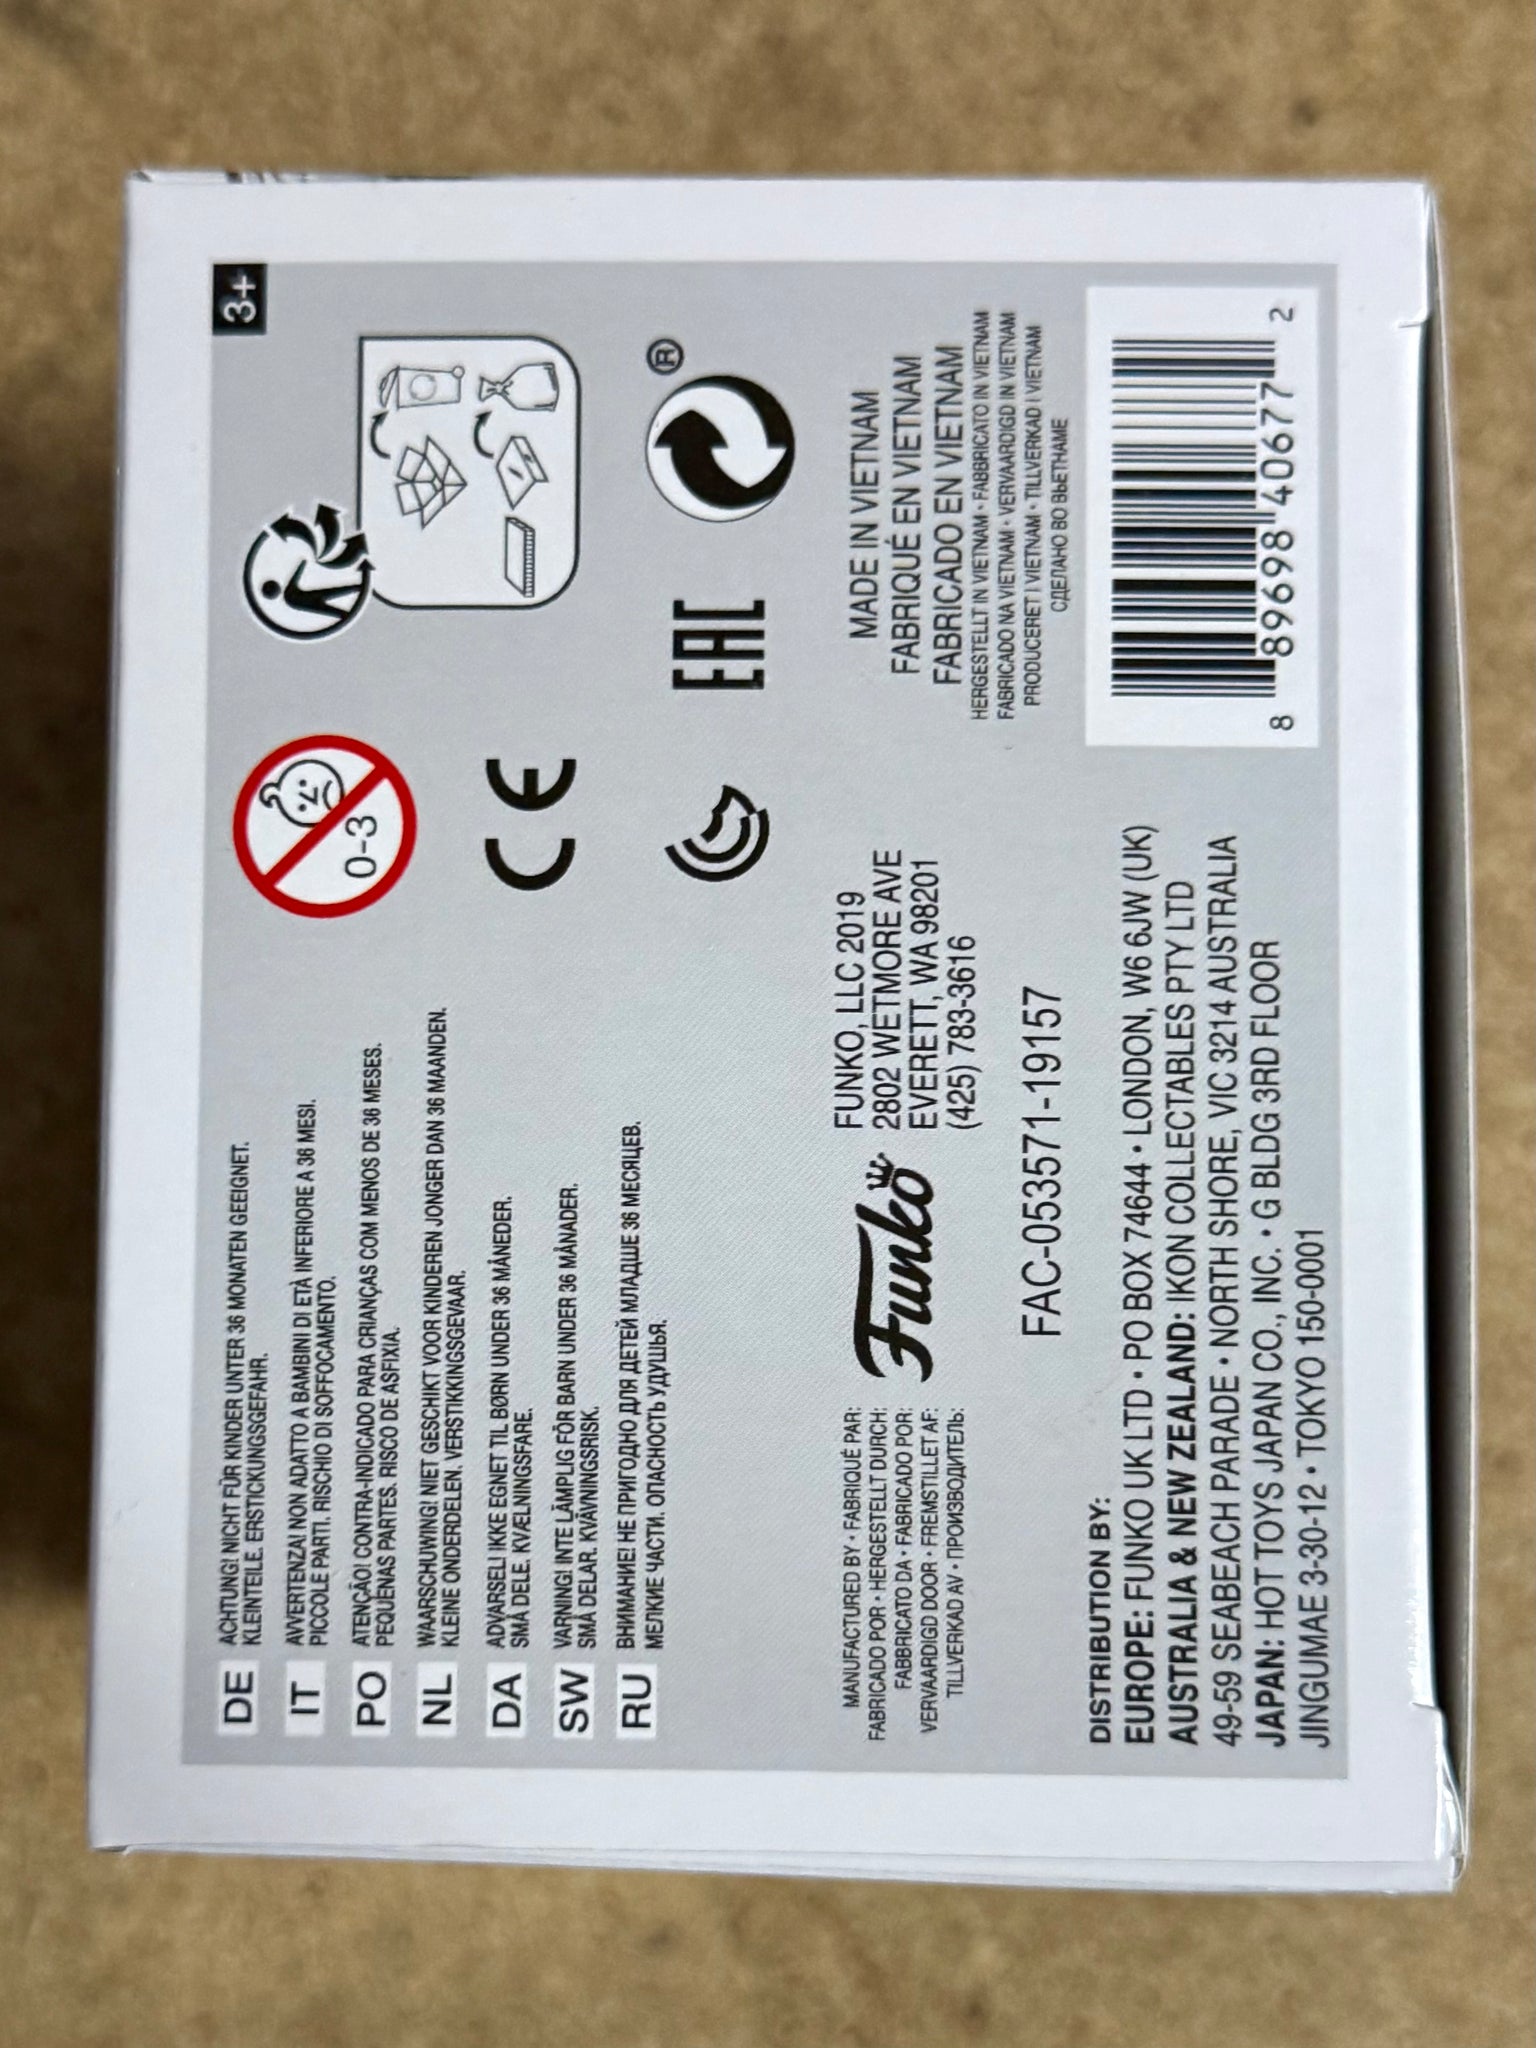 3+
DE
ACHTUNG! NICHT FÜR KINDER UNTER 36 MONATEN GEEIGNET.
KLEINTEILE. ERSTICKUNGSGEFAHR.
IT
AVVERTENZA! NON ADATTO A BAMBINI DI ETÀ INFERIORE A 36 MESI.
PICCOLE PARTI. RISCHIO DI SOFFOCAMENTO.
PO
ATENÇÃO! CONTRA-INDICADO PARA CRIANÇAS COM MENOS DE 36 MESES.
PEQUENAS PARTES. RISCO DE ASFIXIA.
NL
WAARSCHUWING! NIET GESCHIKT VOOR KINDEREN JONGER DAN 36 MAANDEN.
KLEINE ONDERDELEN. VERSTIKKINGSGEVAAR.
DA
ADVARSEL! IKKE EGNET TIL BØRN UNDER 36 MÅNEDER.
SMÅ DELE. KVÆLNINGSFARE.
SW
VARNING! INTE LÄMPLIG FÖR BARN UNDER 36 MÅNADER.
SMÅ DELAR. KVÄVNINGSRISK.
RU
ВНИМАНИЕ! НЕ ПРИГОДНО ДЛЯ ДЕТЕЙ МЛАДШЕ 36 МЕСЯЦЕВ.
МЕЛКИЕ ЧАСТИ. ОПАСНОСТЬ УДУШЬЯ.
0-3
CE
EAC
®
MANUFACTURED BY • FABRIQUÉ PAR:
FABRICADO POR • HERGESTELLT DURCH:
FABBRICATO DA • FABRICADO POR:
VERVAARDIGD DOOR • FREMSTILLET AF:
TILLVERKAD AV • ПРОИЗВОДИТЕЛЬ:
Funko
FUNKO, LLC 2019
2802 WETMORE AVE
EVERETT, WA 98201
(425) 783-3616
FAC-053571-19157
MADE IN VIETNAM
FABRIQUÉ EN VIETNAM
FABRICADO EN VIETNAM
HERGESTELLT IN VIETNAM • FABBRICATO IN VIETNAM
FABRICADO NA VIETNAM • VERVAARDIGD IN VIETNAM
PRODUCERET I VIETNAM • TILLVERKAD I VIETNAM
СДЕЛАНО ВО ВЬЕТНАМЕ
DISTRIBUTION BY:
EUROPE: FUNKO UK LTD • PO BOX 74644 • LONDON, W6 6JW (UK)
AUSTRALIA & NEW ZEALAND: IKON COLLECTABLES PTY LTD
49-59 SEABEACH PARADE • NORTH SHORE, VIC 3214 AUSTRALIA
JAPAN: HOT TOYS JAPAN CO., INC. • G BLDG 3RD FLOOR
JINGUMAE 3-30-12 • TOKYO 150-0001
8 89698 40677 2